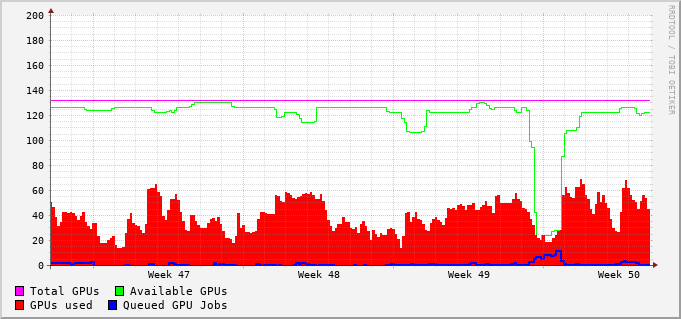 200
180
160
140
120
100
80
60
40
20
0
Week 47 Week 48 Week 49 Week 50
Total GPUs Available GPUs
GPUs used Queued GPU Jobs
RRDTOOL / TOBI OETIKER